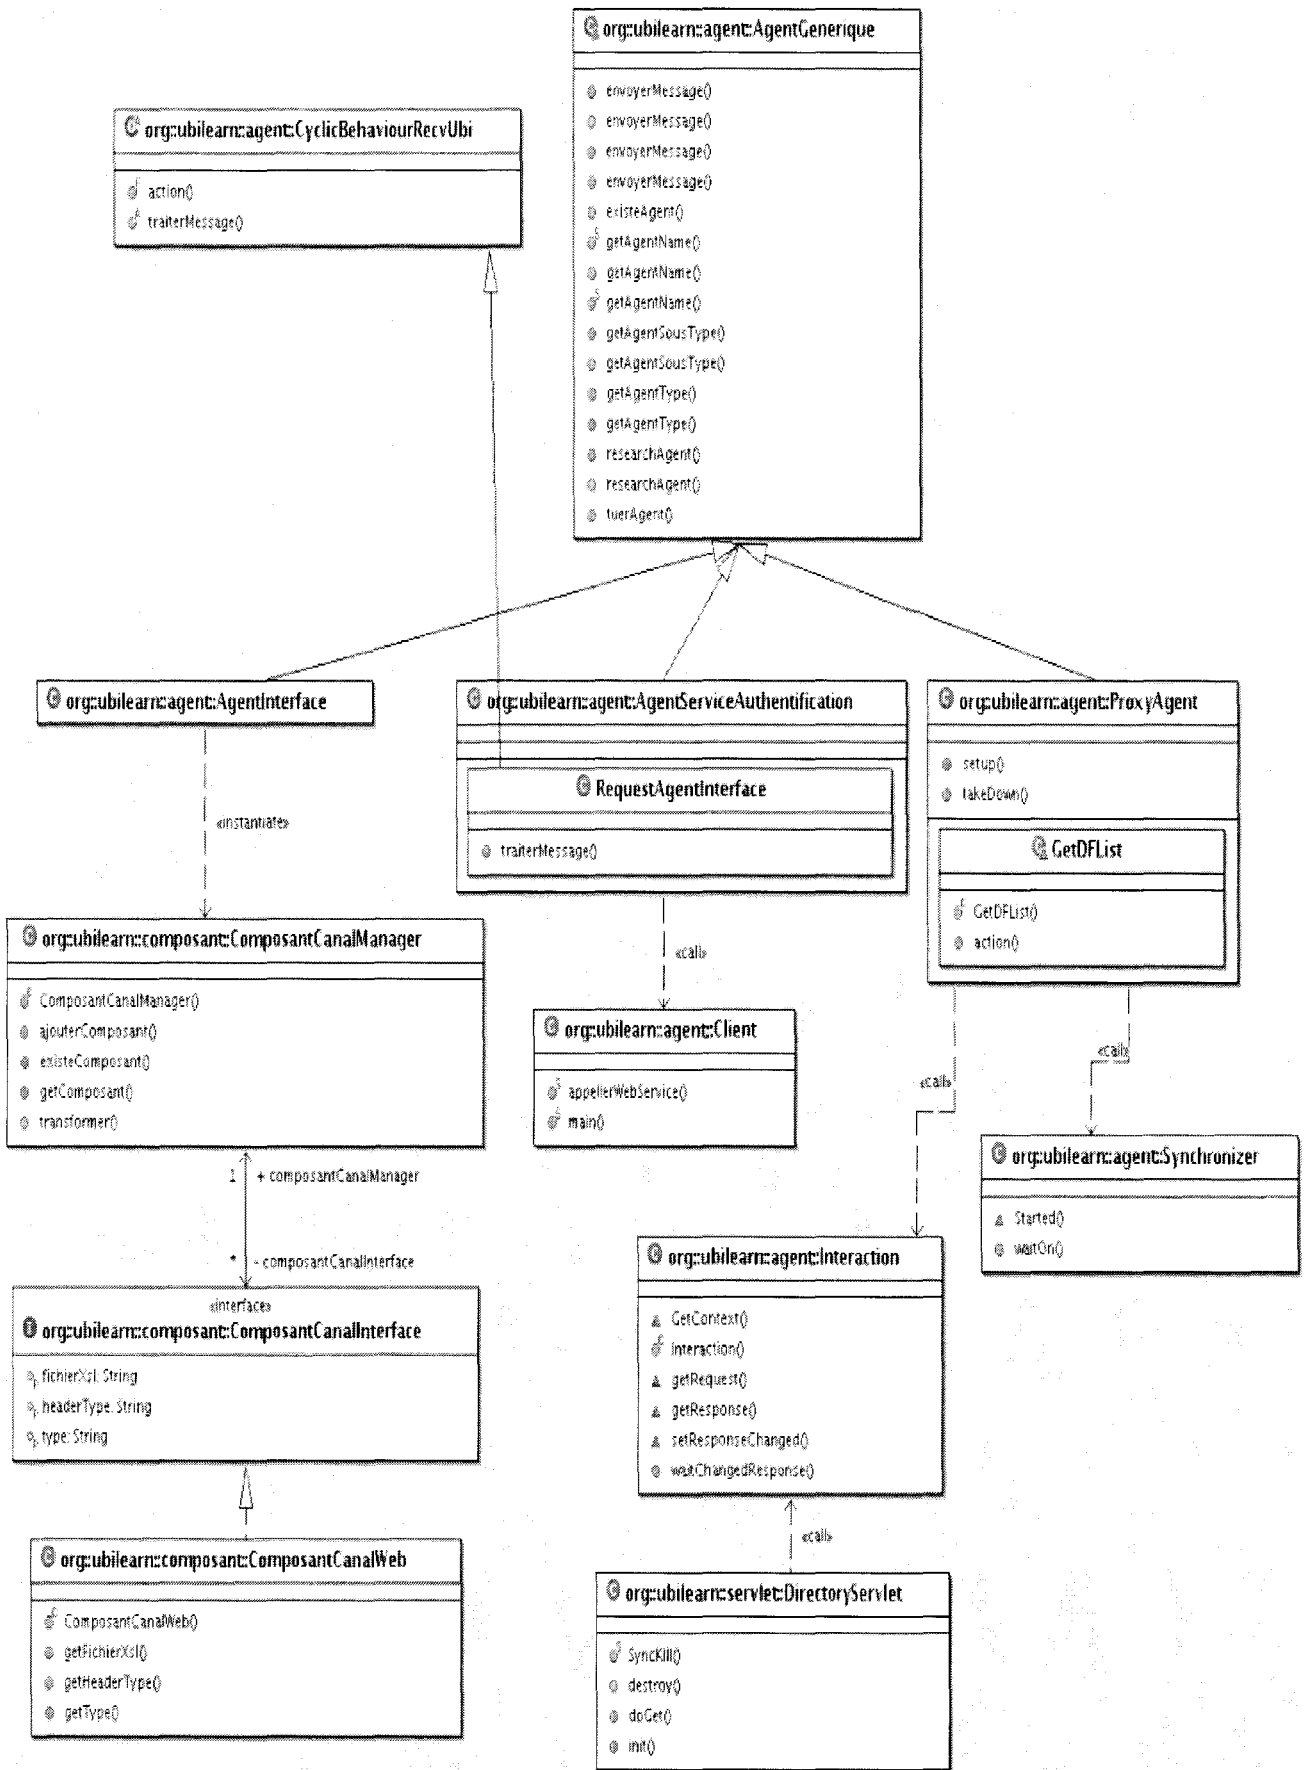 org::ubilearn::agent::AgentGenerique
envoyerMessage()
envoyerMessage()
envoyerMessage()
envoyerMessage()
existeAgent()
getAgentName()
getAgentName()
getAgentName()
getAgentSousType()
getAgentSousType()
getAgentType()
getAgentType()
researchAgent()
researchAgent()
tuerAgent()
org::ubilearn::agent::CyclicBehaviourRecvUbi
action()
traiterMessage()
org::ubilearn::agent::AgentInterface
org::ubilearn::agent::AgentServiceAuthentification
RequestAgentInterface
traiterMessage()
org::ubilearn::agent::ProxyAgent
setup()
takeDown()
GetDFList
GetDFList()
action()
«instantiate»
«call»
«call»
«call»
org::ubilearn::composant::ComposantCanalManager
ComposantCanalManager()
ajouterComposant()
existeComposant()
getComposant()
transformer()
org::ubilearn::agent::Client
appellerWebService()
main()
org::ubilearn::agent::Synchronizer
Started()
waitOn()
1 + composantCanalManager
* - composantCanalInterface
«interface»
org::ubilearn::composant::ComposantCanalInterface
fichierXsl: String
headerType: String
type: String
org::ubilearn::agent::Interaction
GetContext()
Interaction()
getRequest()
getResponse()
setResponseChanged()
waitChangedResponse()
«call»
org::ubilearn::composant::ComposantCanalWeb
ComposantCanalWeb()
getFichierXsl()
getHeaderType()
getType()
org::ubilearn::servlet::DirectoryServlet
SyncKill()
destroy()
doGet()
init()